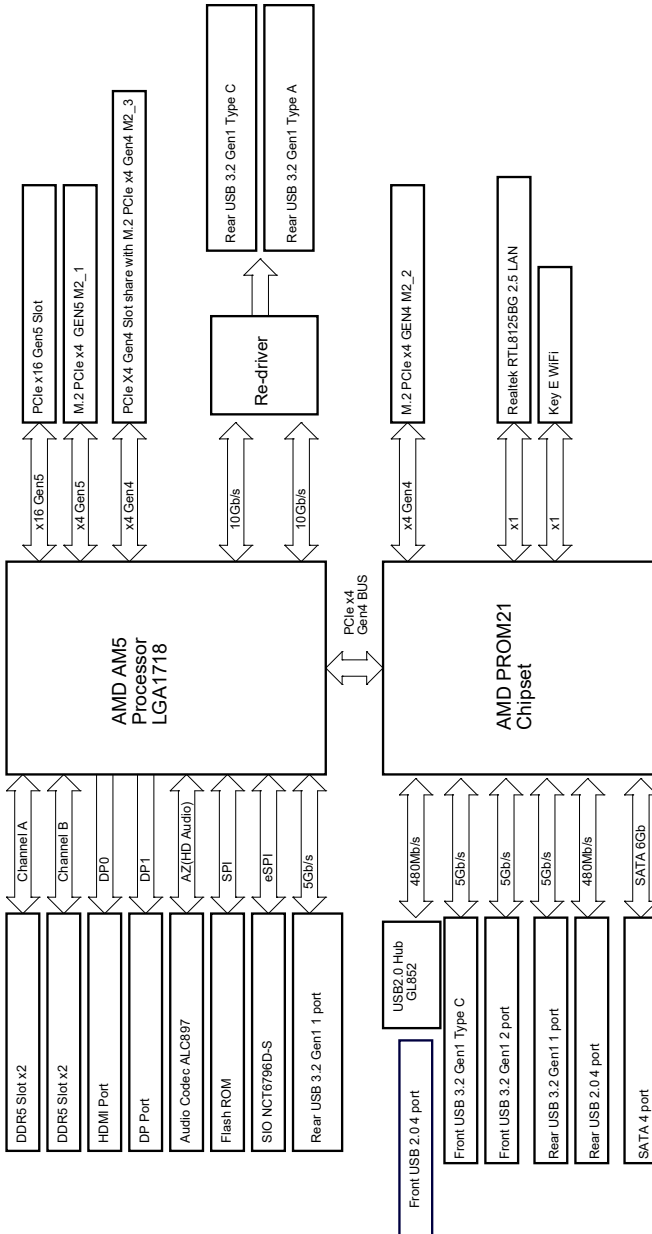 PCIe x16 Gen5 Slot
M.2 PCIe x4  GEN5 M2_1
PCIe X4 Gen4 Slot share with M.2 PCIe x4 Gen4 M2_3
Rear USB 3.2 Gen1 Type C
Rear USB 3.2 Gen1 Type A
Re-driver
M.2 PCIe x4 GEN4 M2_2
Realtek RTL8125BG 2.5 LAN
Key E WiFi
x16 Gen5
x4 Gen5
x4 Gen4
10Gb/s
10Gb/s
x4 Gen4
x1
x1
AMD AM5
Processor
LGA1718
PCIe x4
Gen4 BUS
AMD PROM21
Chipset
Channel A
Channel B
DP0
DP1
AZ(HD Audio)
SPI
eSPI
5Gb/s
480Mb/s
5Gb/s
5Gb/s
5Gb/s
480Mb/s
SATA 6Gb
DDR5 Slot x2
DDR5 Slot x2
HDMI Port
DP Port
Audio Codec ALC897
Flash ROM
SIO NCT6796D-S
Rear USB 3.2 Gen1 1 port
USB2.0 Hub
GL852
Front USB 2.0 4 port
Front USB 3.2 Gen1 Type C
Front USB 3.2 Gen1 2 port
Rear USB 3.2 Gen1 1 port
Rear USB 2.0 4 port
SATA 4 port